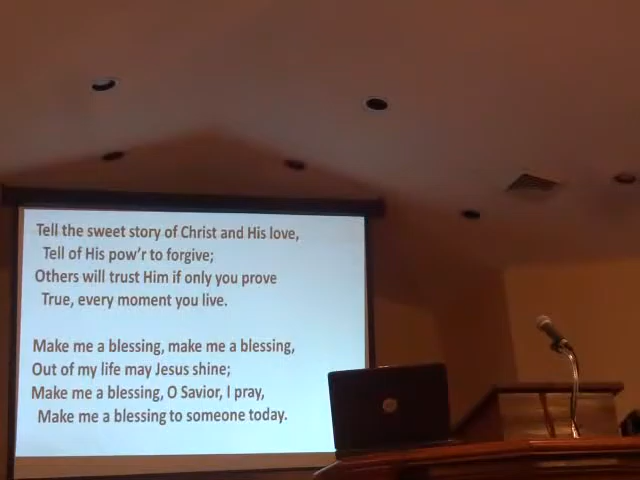 Tell the sweet story of Christ and His love,
Tell of His pow'r to forgive;
Others will trust Him if only you prove
True, every moment you live.
Make me a blessing, make me a blessing,
Out of my life may Jesus shine;
Make me a blessing, O Savior, I pray,
Make me a blessing to someone today.